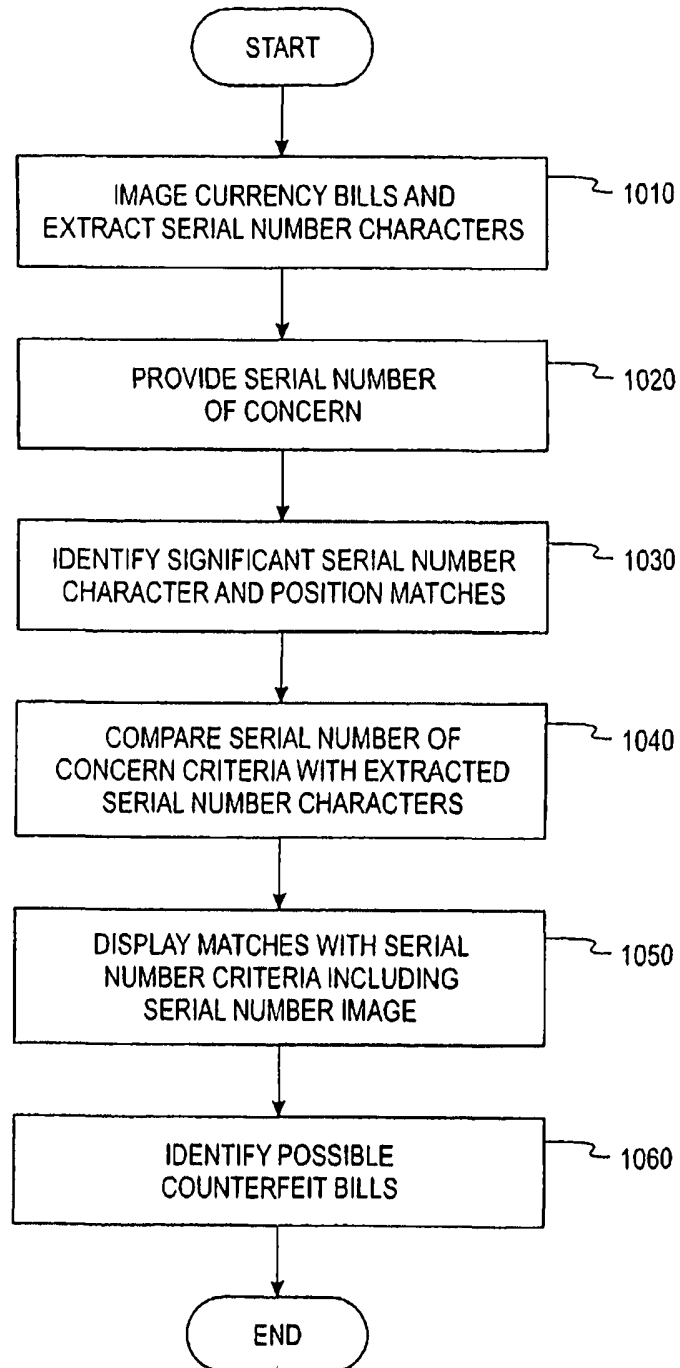 START
IMAGE CURRENCY BILLS AND
EXTRACT SERIAL NUMBER CHARACTERS
1010
PROVIDE SERIAL NUMBER
OF CONCERN
1020
IDENTIFY SIGNIFICANT SERIAL NUMBER
CHARACTER AND POSITION MATCHES
1030
COMPARE SERIAL NUMBER OF
CONCERN CRITERIA WITH EXTRACTED
SERIAL NUMBER CHARACTERS
1040
DISPLAY MATCHES WITH SERIAL
NUMBER CRITERIA INCLUDING
SERIAL NUMBER IMAGE
1050
IDENTIFY POSSIBLE
COUNTERFEIT BILLS
1060
END